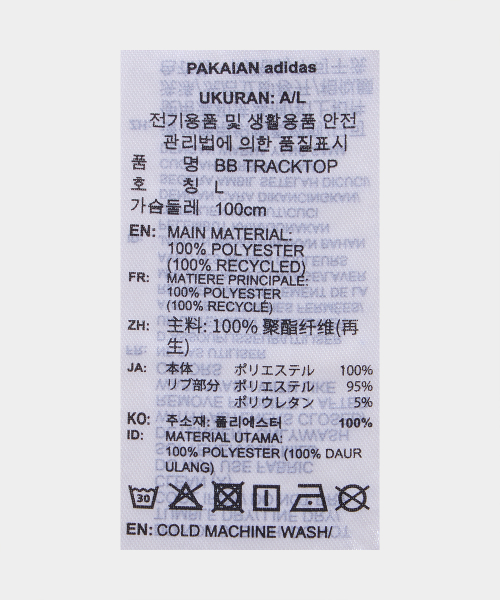 PAKAIAN adidas
UKURAN: A/L
전기용품 및 생활용품 안전
관리법에 의한 품질표시
품 명 BB TRACKTOP
호 칭 L
가슴둘레 100cm
EN: MAIN MATERIAL:
100% POLYESTER
(100% RECYCLED)
FR: MATIERE PRINCIPALE:
100% POLYESTER
(100% RECYCLÉ)
ZH: 主料: 100% 聚酯纤维(再
生)
JA: 本体 ポリエステル 100%
リブ部分 ポリエステル 95%
ポリウレタン 5%
KO: 주소재: 폴리에스터 100%
ID: MATERIAL UTAMA:
100% POLYESTER (100% DAUR
ULANG)
30
EN: COLD MACHINE WASH/